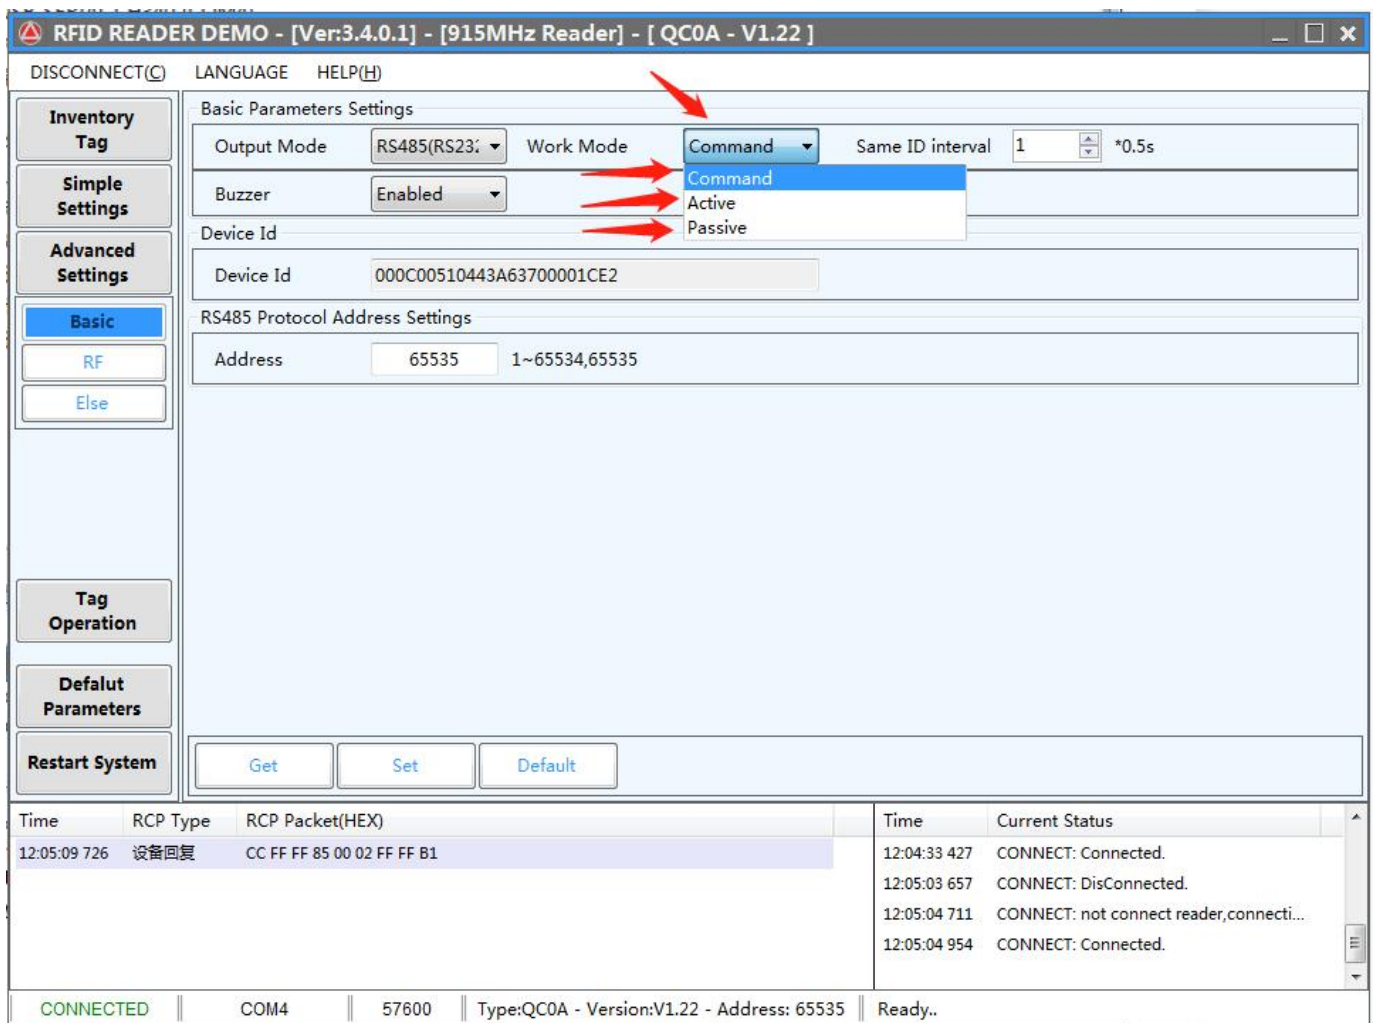 RFID READER DEMO - [Ver:3.4.0.1] - [915MHz Reader] - [ QC0A - V1.22 ]
DISCONNECT(C) LANGUAGE HELP(H)
Inventory
Tag
Simple
Settings
Advanced
Settings
Basic
RF
Else
Tag
Operation
Defalut
Parameters
Restart System
Basic Parameters Settings
Output Mode RS485(RS232 Work Mode Command Same ID interval 1 *0.5s
Command
Buzzer Enabled
Active
Passive
Device Id
Device Id 000C00510443A63700001CE2
RS485 Protocol Address Settings
Address 65535 1~65534,65535
Get Set Default
Time RCP Type RCP Packet(HEX)
12:05:09 726 设备回复 CC FF FF 85 00 02 FF FF B1
Time Current Status
12:04:33 427 CONNECT: Connected.
12:05:03 657 CONNECT: DisConnected.
12:05:04 711 CONNECT: not connect reader,connecti...
12:05:04 954 CONNECT: Connected.
CONNECTED COM4 57600 Type:QC0A - Version:V1.22 - Address: 65535 Ready..